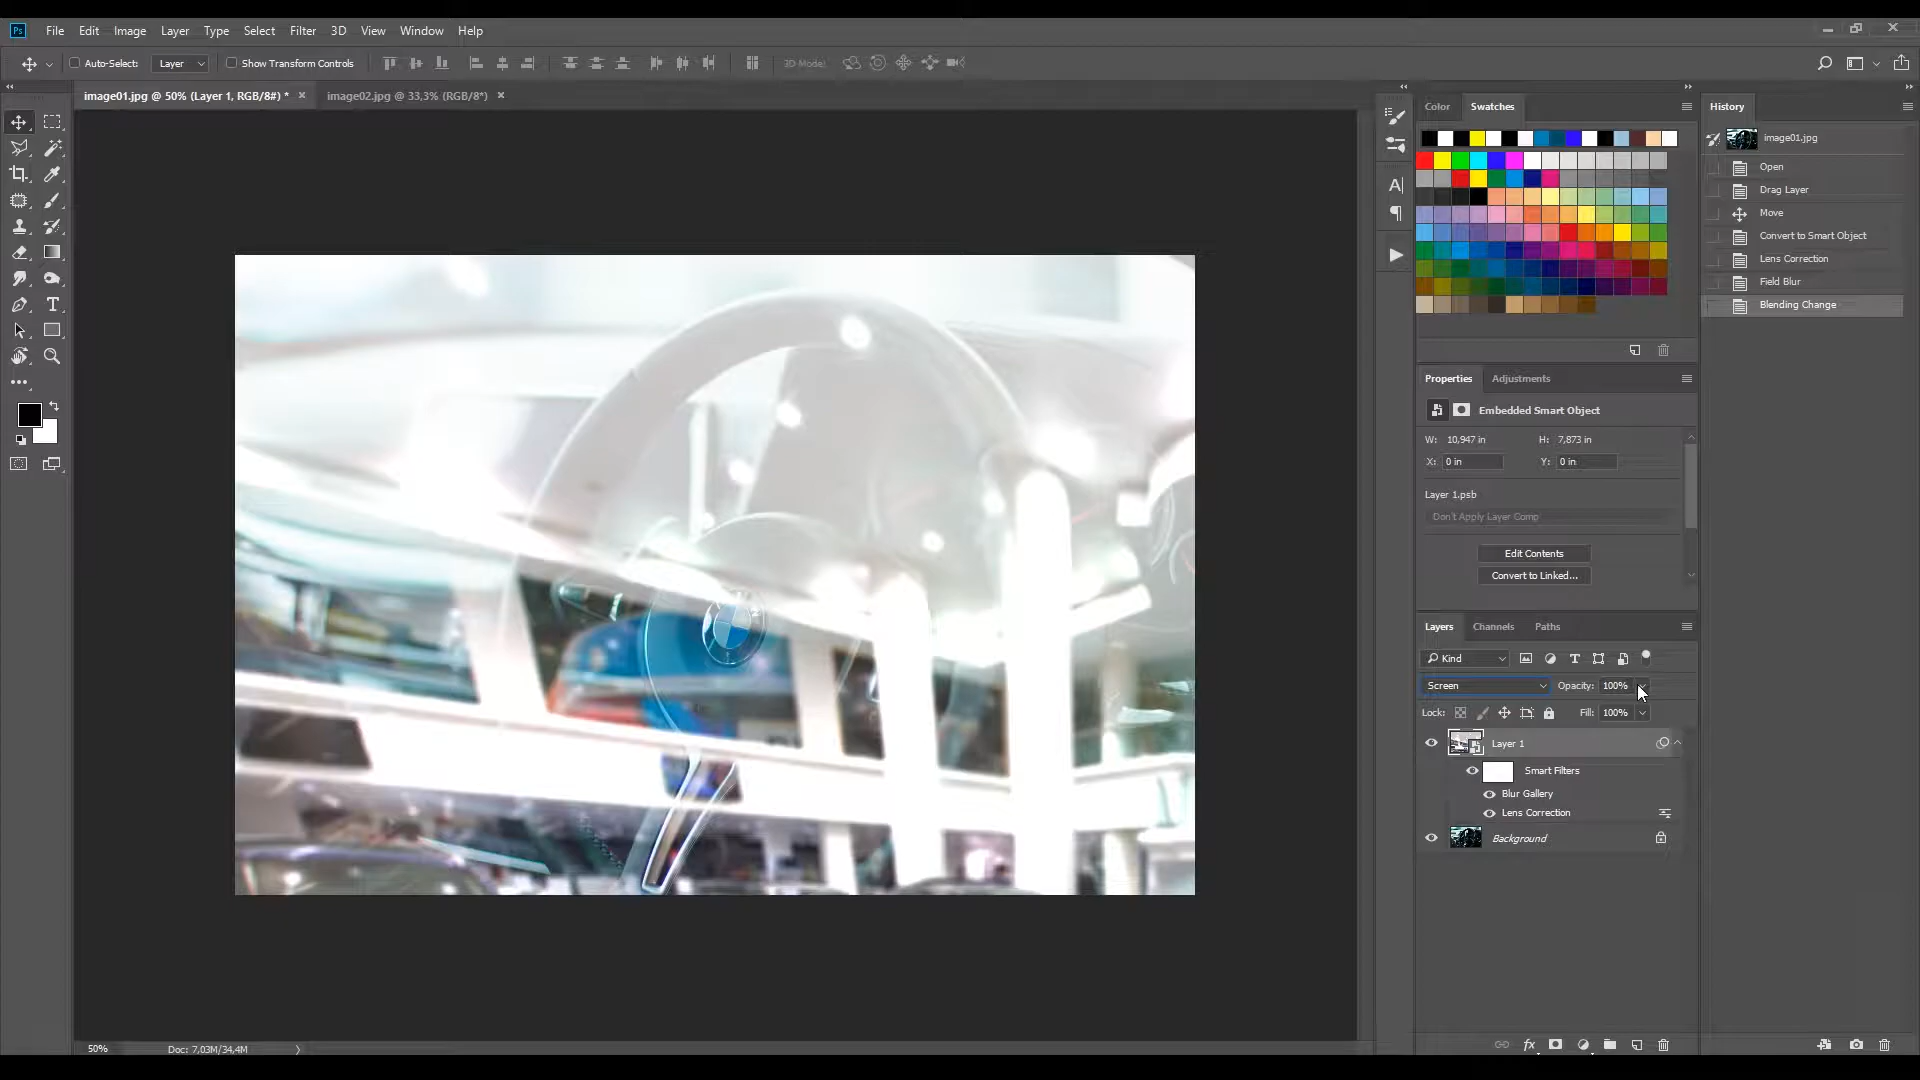 Ps File Edit Image Layer Type Select Filter 3D View Window Help
Auto-Select: Layer Show Transform Controls 3D Mode:
image01.jpg @ 50% (Layer 1, RGB/8#) * × image02.jpg @ 33,3% (RGB/8*) ×
Color Swatches
History
image01.jpg
Open
Drag Layer
Move
Convert to Smart Object
Lens Correction
Field Blur
Blending Change
Properties Adjustments
Embedded Smart Object
W: 10,947 in H: 7,873 in
X: 0 in Y: 0 in
Layer 1.psb
Don't Apply Layer Comp
Edit Contents
Convert to Linked...
Layers Channels Paths
Kind
Screen Opacity: 100%
Lock: Fill: 100%
Layer 1
Smart Filters
Blur Gallery
Lens Correction
Background
50% Doc: 7,03M/34,4M